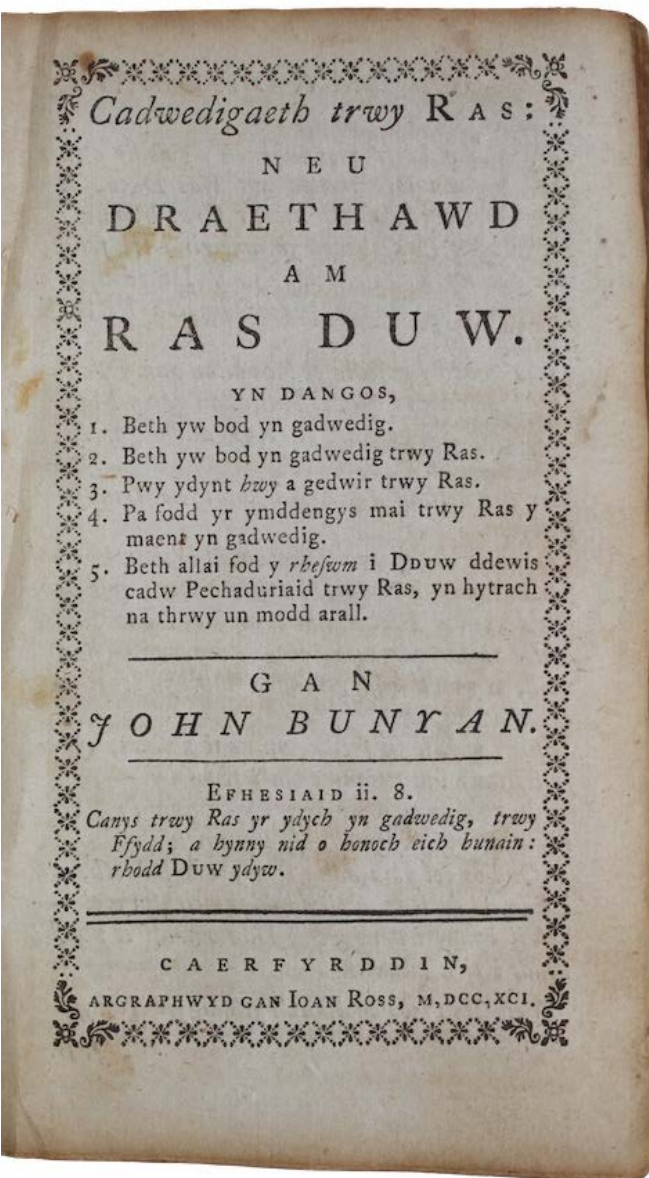 Cadwedigaeth trwy RAS:
NEU
DRAETHAWD
AM
RAS DUW.
YN DANGOS,
1. Beth yw bod yn gadwedig.
2. Beth yw bod yn gadwedig trwy Ras.
3. Pwy ydynt hwy a gedwir trwy Ras.
4. Pa fodd yr ymddengys mai trwy Ras y
maent yn gadwedig.
5. Beth allai fod y rheſwm i DDUW ddewis
cadw Pechaduriaid trwy Ras, yn hytrach
na thrwy un modd arall.
GAN
JOHN BUNYAN.
EFHESIAID ii. 8.
Canys trwy Ras yr ydych yn gadwedig, trwy
Ffydd; a hynny nid o honoch eich hunain:
rhodd DUW ydyw.
CAERFYRDDIN,
ARGRAPHWYD GAN IOAN ROSS, M,DCC,XCI.